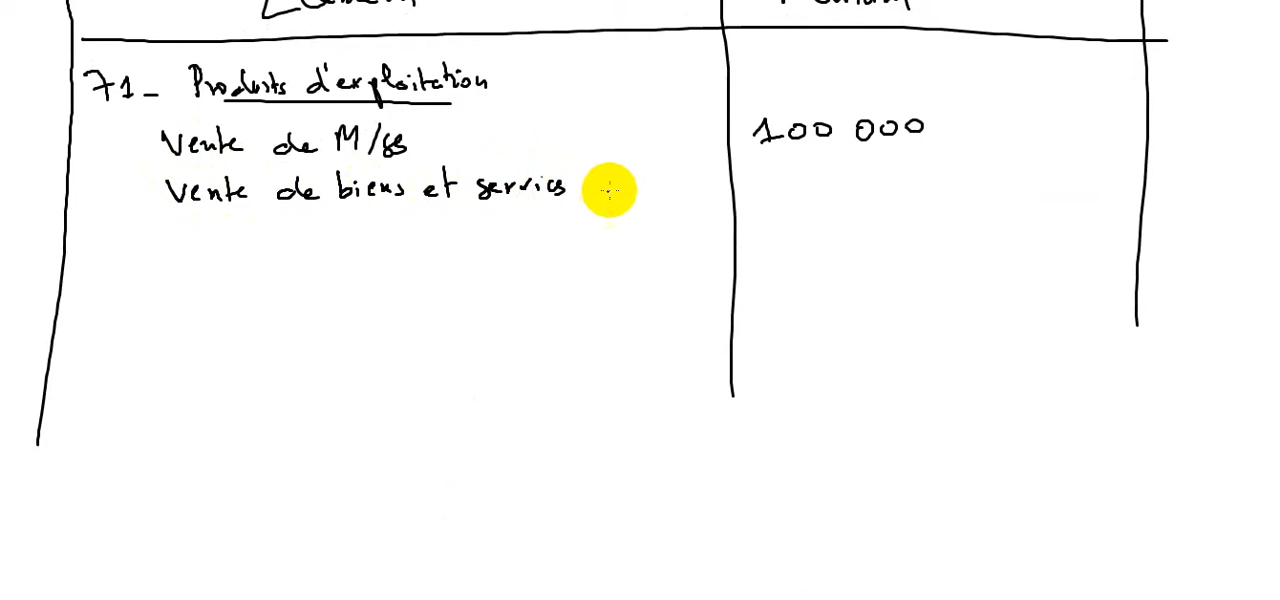 71- Produits d'exploitation
Vente de M/ses
100 000
Vente de biens et services